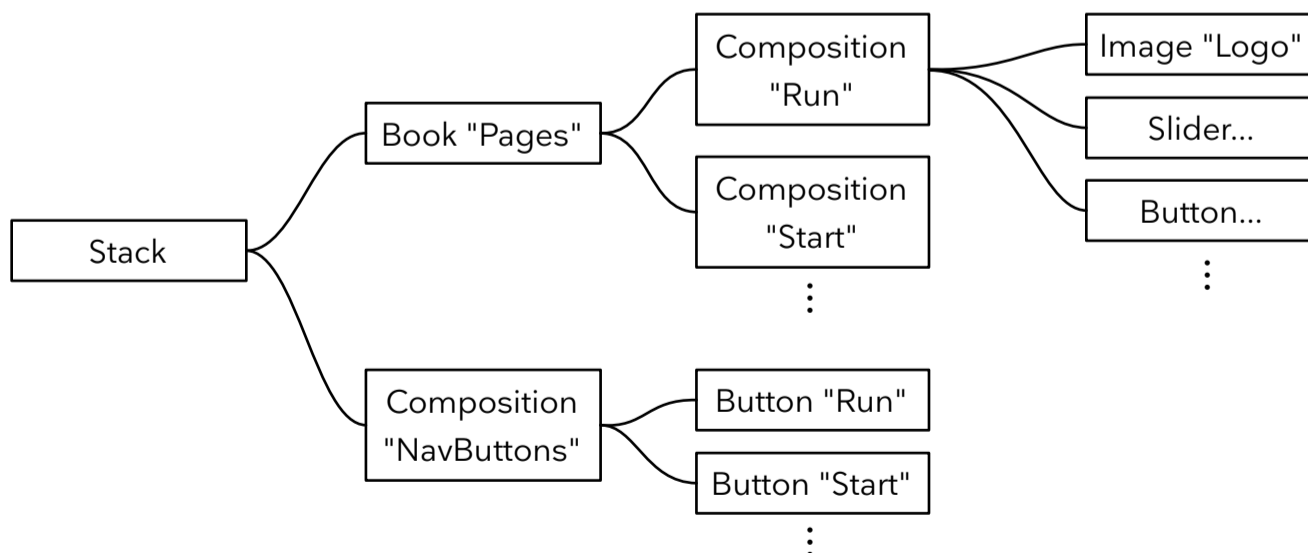 Stack
Book "Pages"
Composition
"NavButtons"
Composition
"Run"
Composition
"Start"
⋮
Button "Run"
Button "Start"
⋮
Image "Logo"
Slider...
Button...
⋮